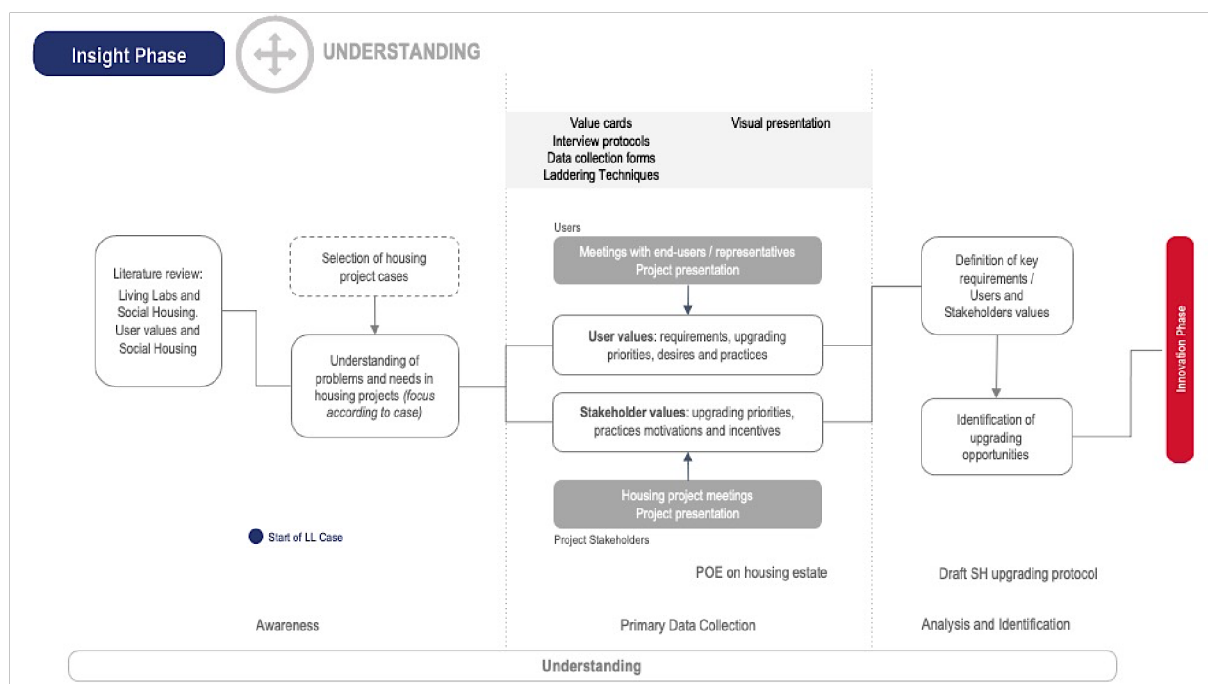 Insight Phase
UNDERSTANDING
Value cards
Interview protocols
Data collection forms
Laddering Techniques
Visual presentation
Literature review:
Living Labs and
Social Housing.
User values and
Social Housing
Selection of housing
project cases
Understanding of
problems and needs in
housing projects (focus
according to case)
Start of LL Case
Users
Meetings with end-users / representatives
Project presentation
User values: requirements, upgrading
priorities, desires and practices
Stakeholder values: upgrading priorities,
practices motivations and incentives
Housing project meetings
Project presentation
Project Stakeholders
POE on housing estate
Definition of key
requirements /
Users and
Stakeholders values
Identification of
upgrading
opportunities
Draft SH upgrading protocol
Innovation Phase
Awareness
Primary Data Collection
Analysis and Identification
Understanding